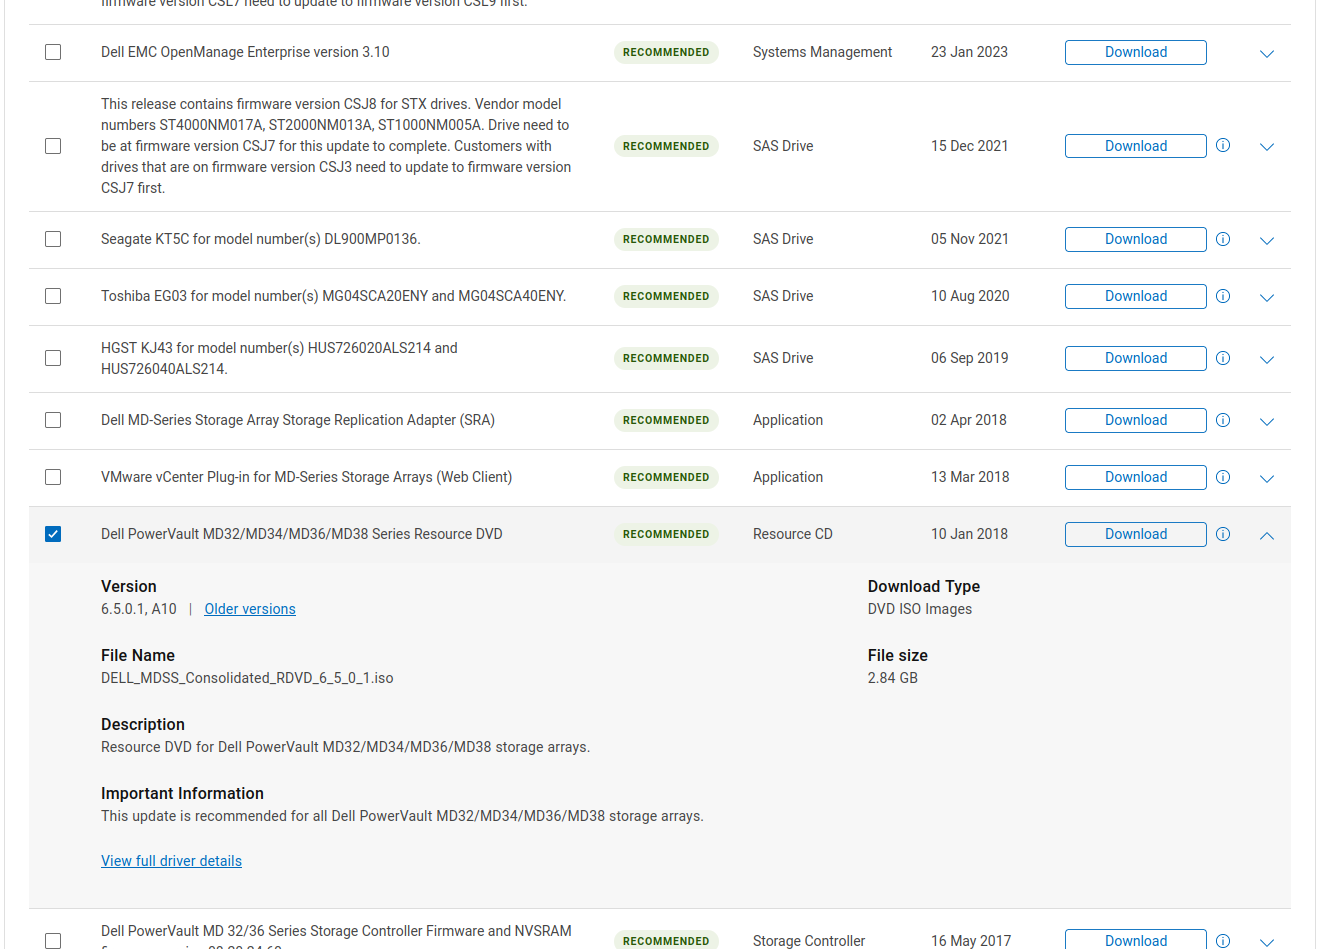 firmware version CSL7 need to update to firmware version CSL9 first.
Dell EMC OpenManage Enterprise version 3.10 RECOMMENDED Systems Management 23 Jan 2023 Download
This release contains firmware version CSJ8 for STX drives. Vendor model
numbers ST4000NM017A, ST2000NM013A, ST1000NM005A. Drive need to
be at firmware version CSJ7 for this update to complete. Customers with
drives that are on firmware version CSJ3 need to update to firmware version
CSJ7 first.
RECOMMENDED SAS Drive 15 Dec 2021 Download
Seagate KT5C for model number(s) DL900MP0136. RECOMMENDED SAS Drive 05 Nov 2021 Download
Toshiba EG03 for model number(s) MG04SCA20ENY and MG04SCA40ENY. RECOMMENDED SAS Drive 10 Aug 2020 Download
HGST KJ43 for model number(s) HUS726020ALS214 and
HUS726040ALS214.
RECOMMENDED SAS Drive 06 Sep 2019 Download
Dell MD-Series Storage Array Storage Replication Adapter (SRA) RECOMMENDED Application 02 Apr 2018 Download
VMware vCenter Plug-in for MD-Series Storage Arrays (Web Client) RECOMMENDED Application 13 Mar 2018 Download
Dell PowerVault MD32/MD34/MD36/MD38 Series Resource DVD RECOMMENDED Resource CD 10 Jan 2018 Download
Version
6.5.0.1, A10 | Older versions
Download Type
DVD ISO Images
File Name
DELL_MDSS_Consolidated_RDVD_6_5_0_1.iso
File size
2.84 GB
Description
Resource DVD for Dell PowerVault MD32/MD34/MD36/MD38 storage arrays.
Important Information
This update is recommended for all Dell PowerVault MD32/MD34/MD36/MD38 storage arrays.
View full driver details
Dell PowerVault MD 32/36 Series Storage Controller Firmware and NVSRAM
RECOMMENDED Storage Controller 16 May 2017 Download